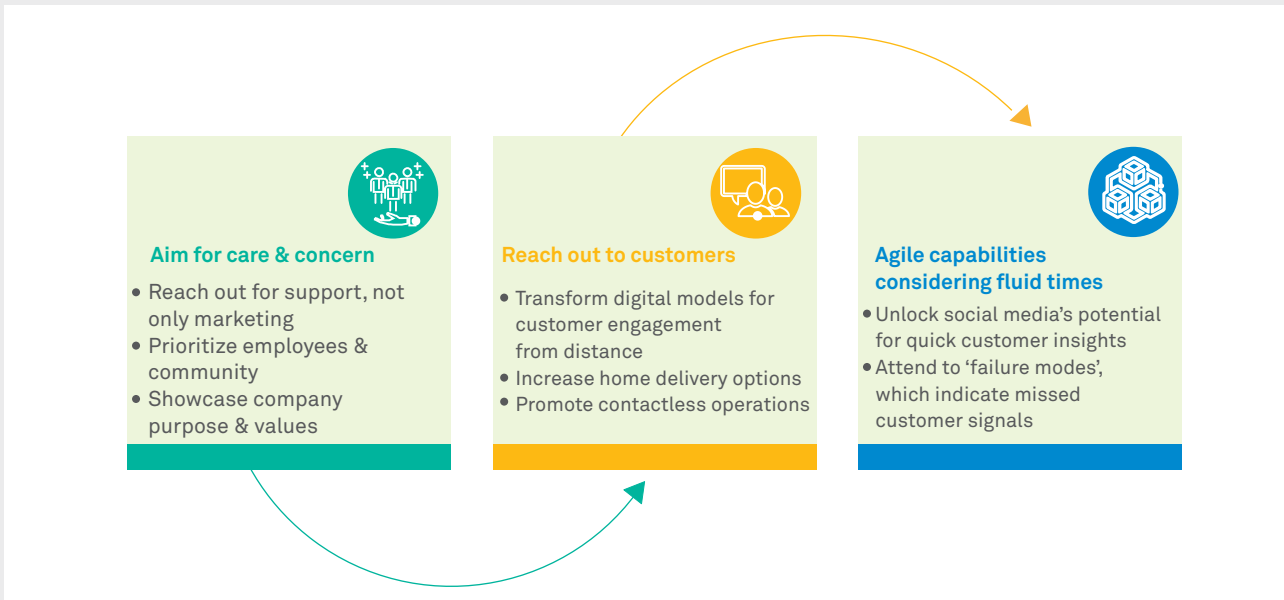 Aim for care & concern
• Reach out for support, not
only marketing
• Prioritize employees &
community
• Showcase company
purpose & values
Reach out to customers
• Transform digital models for
customer engagement
from distance
• Increase home delivery options
• Promote contactless operations
Agile capabilities
considering fluid times
• Unlock social media’s potential
for quick customer insights
• Attend to ‘failure modes’,
which indicate missed
customer signals